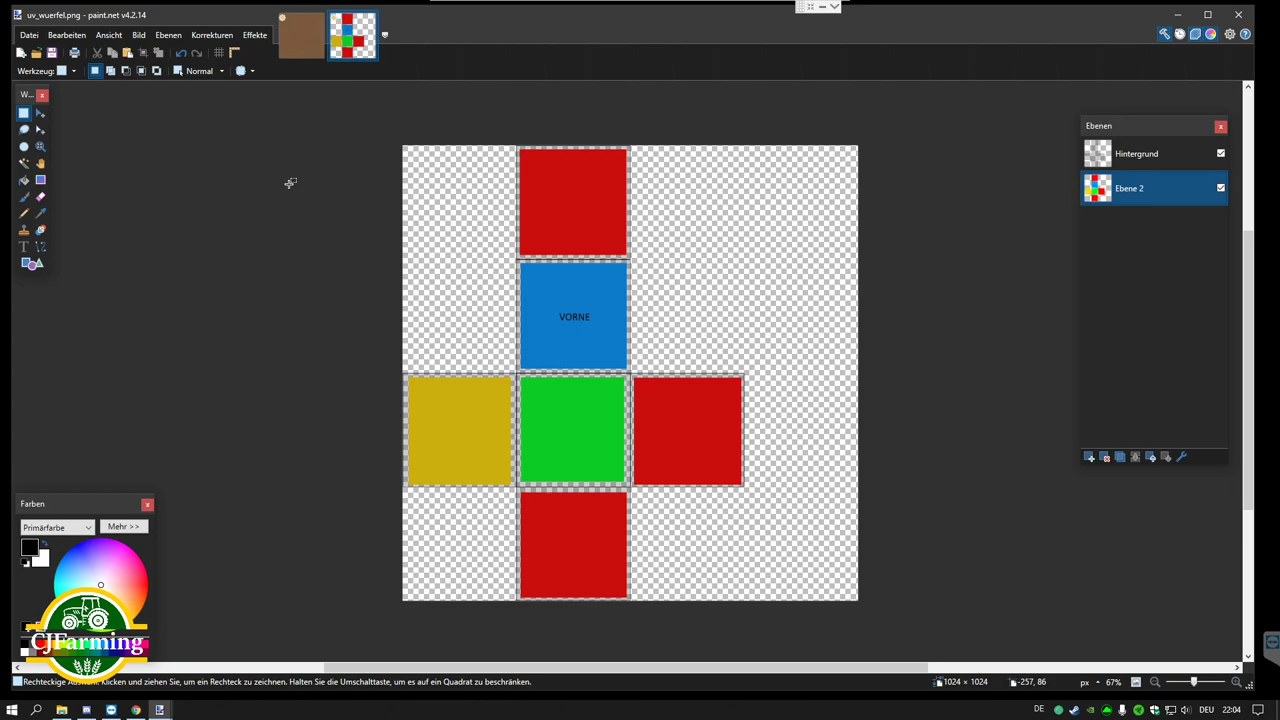 uv_wuerfel.png - paint.net v4.2.14
Datei Bearbeiten Ansicht Bild Ebenen Korrekturen Effekte
Werkzeug: Normal
W...
Ebenen
Hintergrund
Ebene 2
VORNE
Farben
Primärfarbe Mehr >>
CJFarming
Rechteckige Auswahl: Klicken und ziehen Sie, um ein Rechteck zu zeichnen. Halten Sie die Umschalttaste, um es auf ein Quadrat zu beschränken.
1024 × 1024 -257, 86 px 67%
DE DEU 22:04